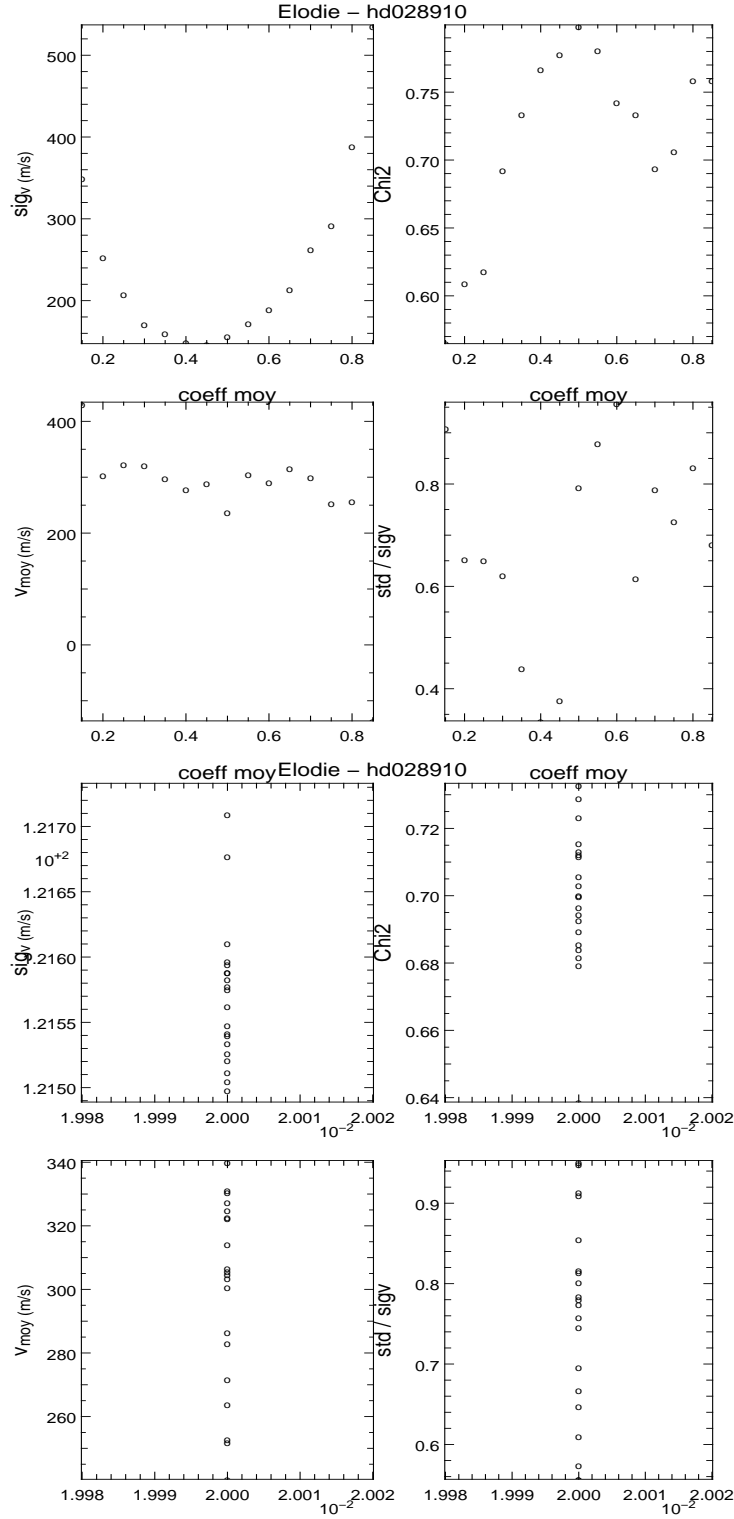 Elodie – hd028910
500
400
300
200
sigv (m/s)
0.2 0.4 0.6 0.8
0.75
0.70
0.65
0.60
Chi2
0.2 0.4 0.6 0.8
coeff moy
coeff moy
400
200
0
vmoy (m/s)
0.2 0.4 0.6 0.8
0.8
0.6
0.4
std / sigv
0.2 0.4 0.6 0.8
coeff moy
Elodie – hd028910
coeff moy
1.2170
10+2
1.2165
1.2160
1.2155
1.2150
sigv (m/s)
1.998 1.999 2.000 2.001 2.002
10−2
0.72
0.70
0.68
0.66
0.64
Chi2
1.998 1.999 2.000 2.001 2.002
10−2
340
320
300
280
260
vmoy (m/s)
1.998 1.999 2.000 2.001 2.002
10−2
0.9
0.8
0.7
0.6
std / sigv
1.998 1.999 2.000 2.001 2.002
10−2